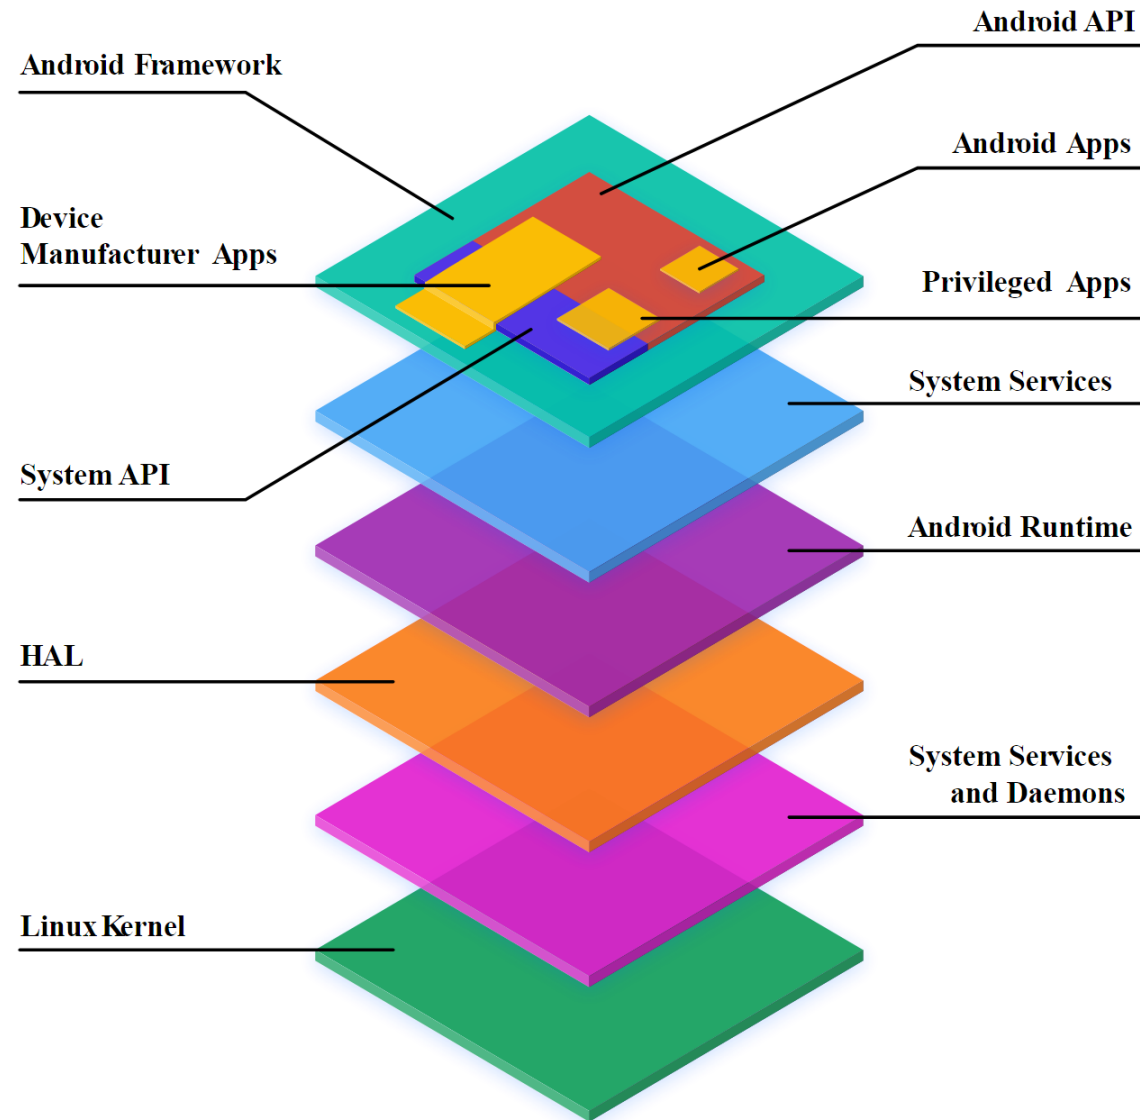 Android API
Android Framework
Android Apps
Device
Manufacturer Apps
Privileged Apps
System Services
System API
Android Runtime
HAL
System Services
and Daemons
Linux Kernel